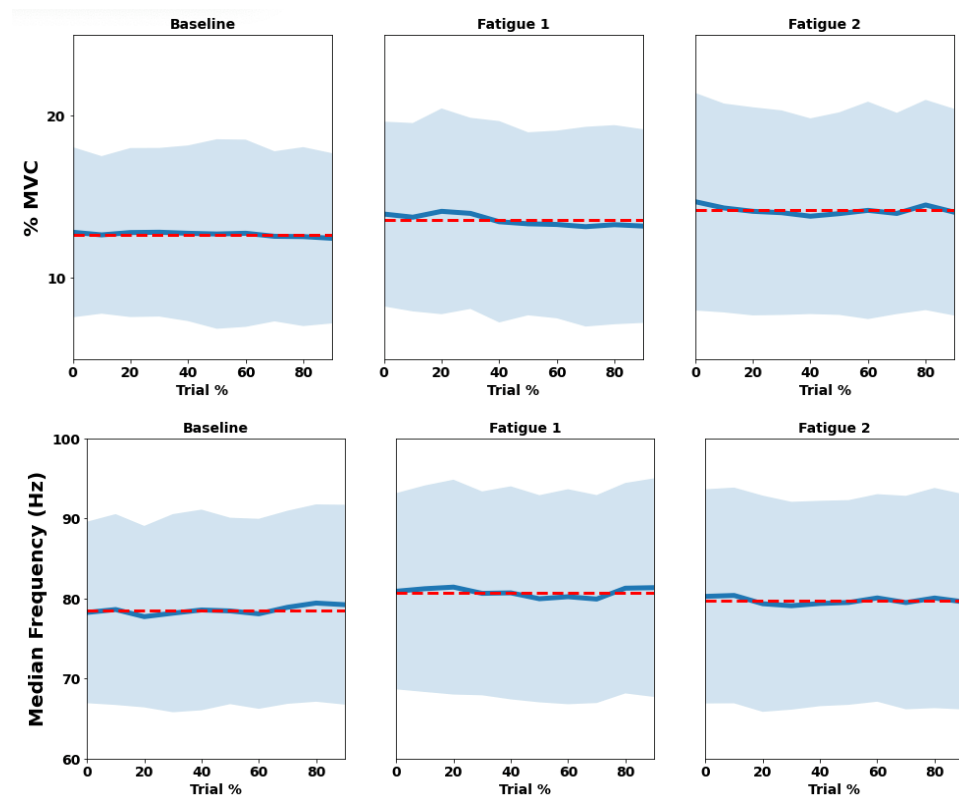 Baseline Fatigue 1 Fatigue 2
% MVC
20
10
0 20 40 60 80 0 20 40 60 80 0 20 40 60 80
Trial % Trial % Trial %
Baseline Fatigue 1 Fatigue 2
Median Frequency (Hz)
100
90
80
70
60
0 20 40 60 80 0 20 40 60 80 0 20 40 60 80
Trial % Trial % Trial %